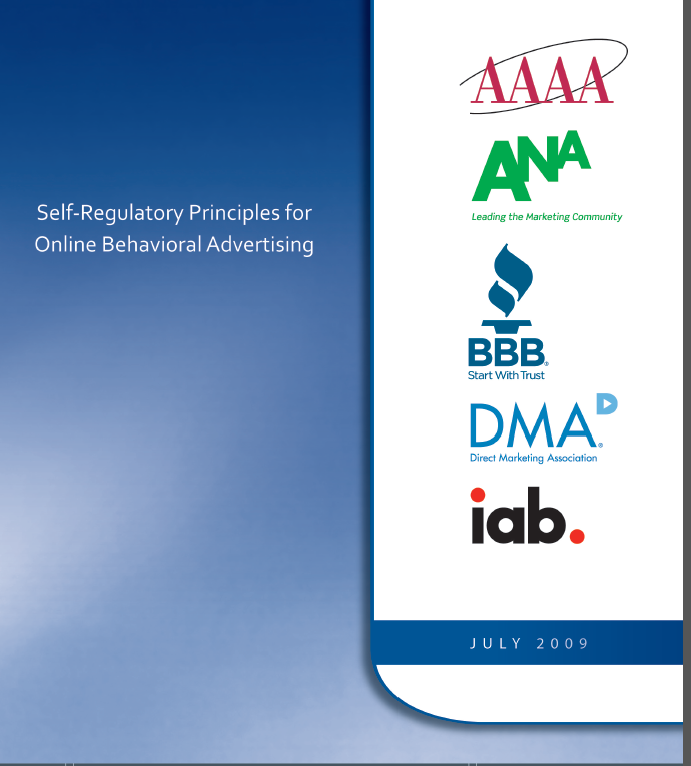 Self-Regulatory Principles for
Online Behavioral Advertising
AAAA
ANA
Leading the Marketing Community
BBB®
Start With Trust
DMA®
Direct Marketing Association
iab.
JULY 2009